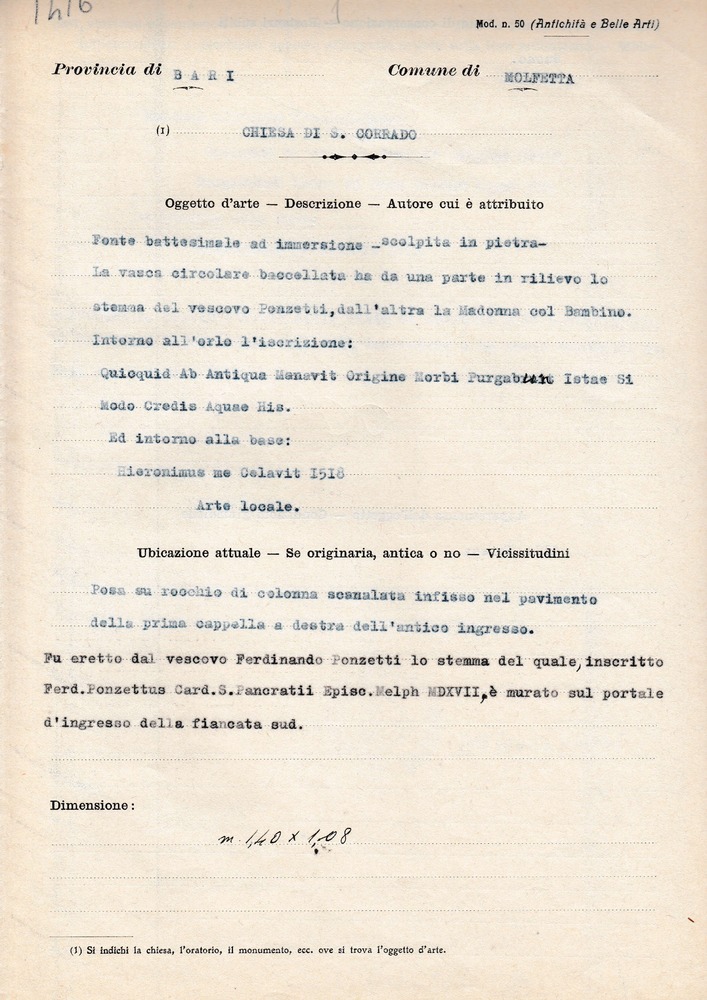 1416
1
Mod. n. 50 (Antichità e Belle Arti)
Provincia di BARI Comune di MOLFETTA
(1) CHIESA DI S. CORRADO
Oggetto d'arte — Descrizione — Autore cui è attribuito
Fonte battesimale ad immersione -scolpita in pietra-
La vasca circolare baccellata ha da una parte in rilievo lo
stemma del vescovo Ponzetti,dall'altra la Madonna col Bambino.
Intorno all'orlo l'iscrizione:
Quicquid Ab Antiqua Manavit Origine Morbi Purgabunt Istae Si
Modo Credis Aquae His.
Ed intorno alla base:
Hieronimus me Celavit 1518
Arte locale.
Ubicazione attuale — Se originaria, antica o no — Vicissitudini
Posa su rocchio di colonna scanalata infisso nel pavimento
della prima cappella a destra dell'antico ingresso.
Fu eretto dal vescovo Ferdinando Ponzetti lo stemma del quale,inscritto
Ferd.Ponzettus Card.S.Pancratii Episc.Melph MDXVII,è murato sul portale
d'ingresso della fiancata sud.
Dimensione:
m. 1,40 x 1,08
(1) Si indichi la chiesa, l'oratorio, il monumento, ecc. ove si trova l'oggetto d'arte.